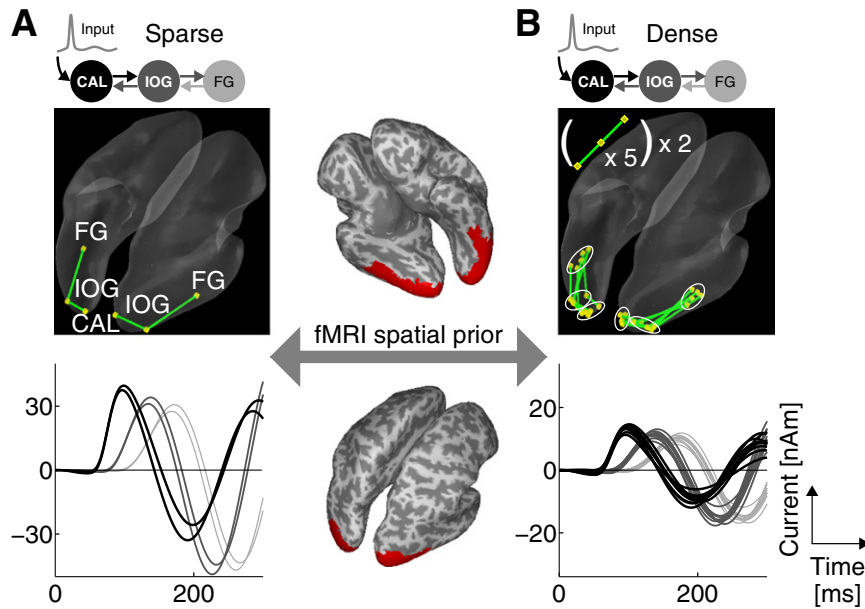 A
Input
Sparse
CAL
IOG
FG
FG
FG
IOG
IOG
CAL
30
0
−30
0
200
fMRI spatial prior
B
Input
Dense
CAL
IOG
FG
( x 5 ) x 2
20
0
−20
0
200
Current [nAm]
Time
[ms]